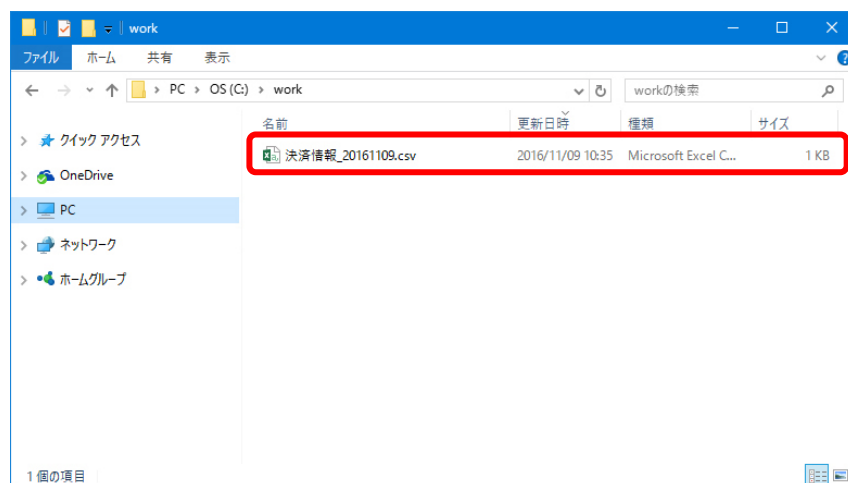 work
ファイル ホーム 共有 表示
PC › OS (C:) › work
workの検索
名前 更新日時 種類 サイズ
決済情報_20161109.csv 2016/11/09 10:35 Microsoft Excel C... 1 KB
クイック アクセス
OneDrive
PC
ネットワーク
ホームグループ
1 個の項目